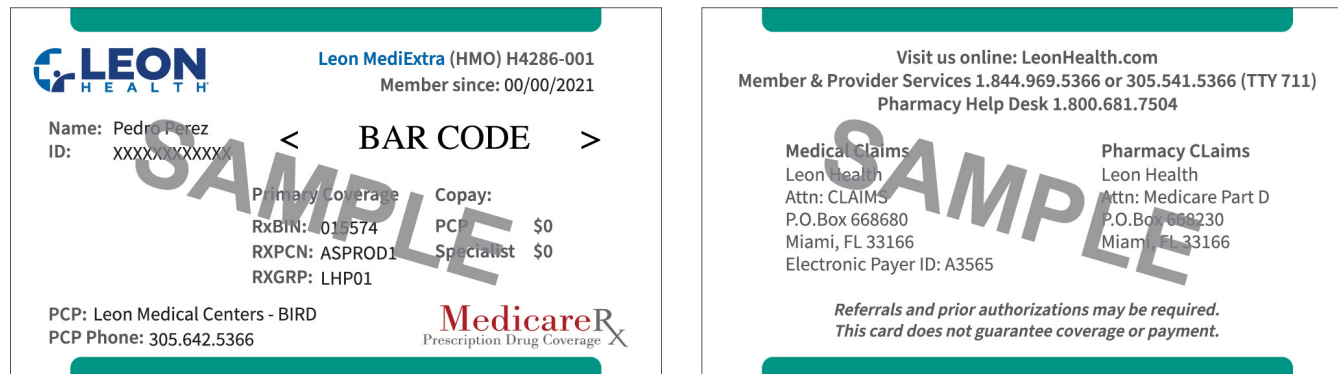 LEON
HEALTH
Leon MediExtra (HMO) H4286-001
Member since: 00/00/2021
Name: Pedro Perez
ID: XXXXXXXXXXXX
< BAR CODE >
Primary Coverage Copay:
RxBIN: 015574 PCP $0
RXPCN: ASPROD1 Specialist $0
RXGRP: LHP01
SAMPLE
PCP: Leon Medical Centers - BIRD
PCP Phone: 305.642.5366
MedicareRx
Prescription Drug Coverage
Visit us online: LeonHealth.com
Member & Provider Services 1.844.969.5366 or 305.541.5366 (TTY 711)
Pharmacy Help Desk 1.800.681.7504
Medical Claims
Leon Health
Attn: CLAIMS
P.O.Box 668680
Miami, FL 33166
Electronic Payer ID: A3565
Pharmacy CLaims
Leon Health
Attn: Medicare Part D
P.O.Box 668230
Miami, FL 33166
SAMPLE
Referrals and prior authorizations may be required.
This card does not guarantee coverage or payment.